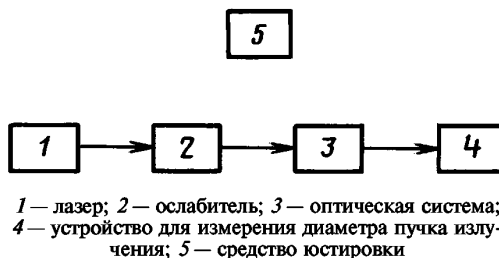 5
1 2 3 4
1 — лазер; 2 — ослабитель; 3 — оптическая система;
4 — устройство для измерения диаметра пучка излу-
чения; 5 — средство юстировки